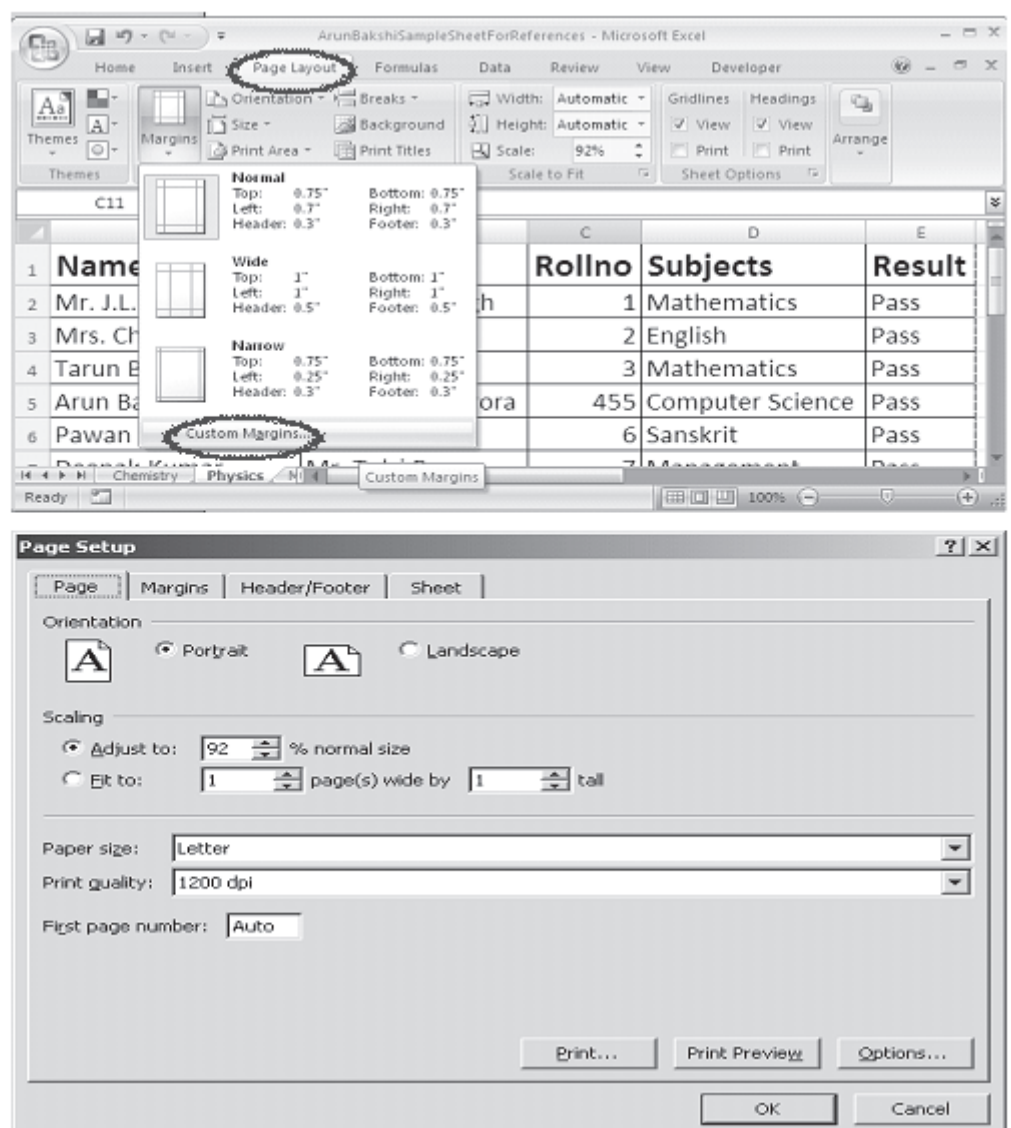 ArunBakshiSampleSheetForReferences - Microsoft Excel
Home Insert Page Layout Formulas Data Review View Developer
Themes
Themes
Margins
Orientation
Size
Print Area
Breaks
Background
Print Titles
Width: Automatic
Height: Automatic
Scale: 92%
Scale to Fit
Gridlines Headings
View View
Print Print
Sheet Options
Arrange
C11
Normal
Top: 0.75" Bottom: 0.75"
Left: 0.7" Right: 0.7"
Header: 0.3" Footer: 0.3"
Wide
Top: 1" Bottom: 1"
Left: 1" Right: 1"
Header: 0.5" Footer: 0.5"
Narrow
Top: 0.75" Bottom: 0.75"
Left: 0.25" Right: 0.25"
Header: 0.3" Footer: 0.3"
Custom Margins...
Custom Margins
C D E
1 Name Rollno Subjects Result
2 Mr. J.L. 1 Mathematics Pass
3 Mrs. 2 English Pass
4 Tarun 3 Mathematics Pass
5 Arun ora 455 Computer Science Pass
6 Pawan 6 Sanskrit Pass
Chemistry Physics
Ready 100%
Page Setup
Page Margins Header/Footer Sheet
Orientation
A Portrait A Landscape
Scaling
Adjust to: 92 % normal size
Fit to: 1 page(s) wide by 1 tall
Paper size: Letter
Print quality: 1200 dpi
First page number: Auto
Print... Print Preview Options...
OK Cancel